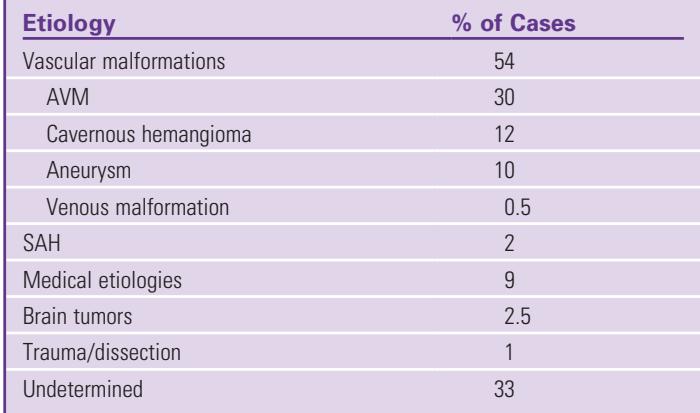 Etiology % of Cases
Vascular malformations 54
AVM 30
Cavernous hemangioma 12
Aneurysm 10
Venous malformation 0.5
SAH 2
Medical etiologies 9
Brain tumors 2.5
Trauma/dissection 1
Undetermined 33